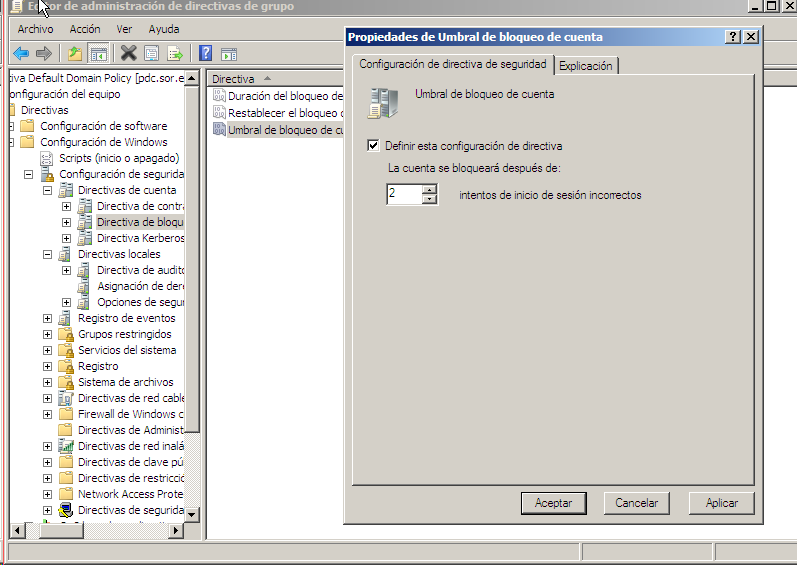 Editor de administración de directivas de grupo
Archivo Acción Ver Ayuda
iva Default Domain Policy [pdc.sor.e
onfiguración del equipo
Directivas
Configuración de software
Configuración de Windows
Scripts (inicio o apagado)
Configuración de segurida
Directivas de cuenta
Directiva de contra
Directiva de bloqu
Directiva Kerberos
Directivas locales
Directiva de audito
Asignación de dere
Opciones de segur
Registro de eventos
Grupos restringidos
Servicios del sistema
Registro
Sistema de archivos
Directivas de red cable
Firewall de Windows c
Directivas de Administ
Directivas de red inalá
Directivas de clave pú
Directivas de restricció
Network Access Prote
Directivas de segurida
Directiva
Duración del bloqueo de
Restablecer el bloqueo d
Umbral de bloqueo de cu
Propiedades de Umbral de bloqueo de cuenta
Configuración de directiva de seguridad Explicación
Umbral de bloqueo de cuenta
Definir esta configuración de directiva
La cuenta se bloqueará después de:
2 intentos de inicio de sesión incorrectos
Aceptar Cancelar Aplicar